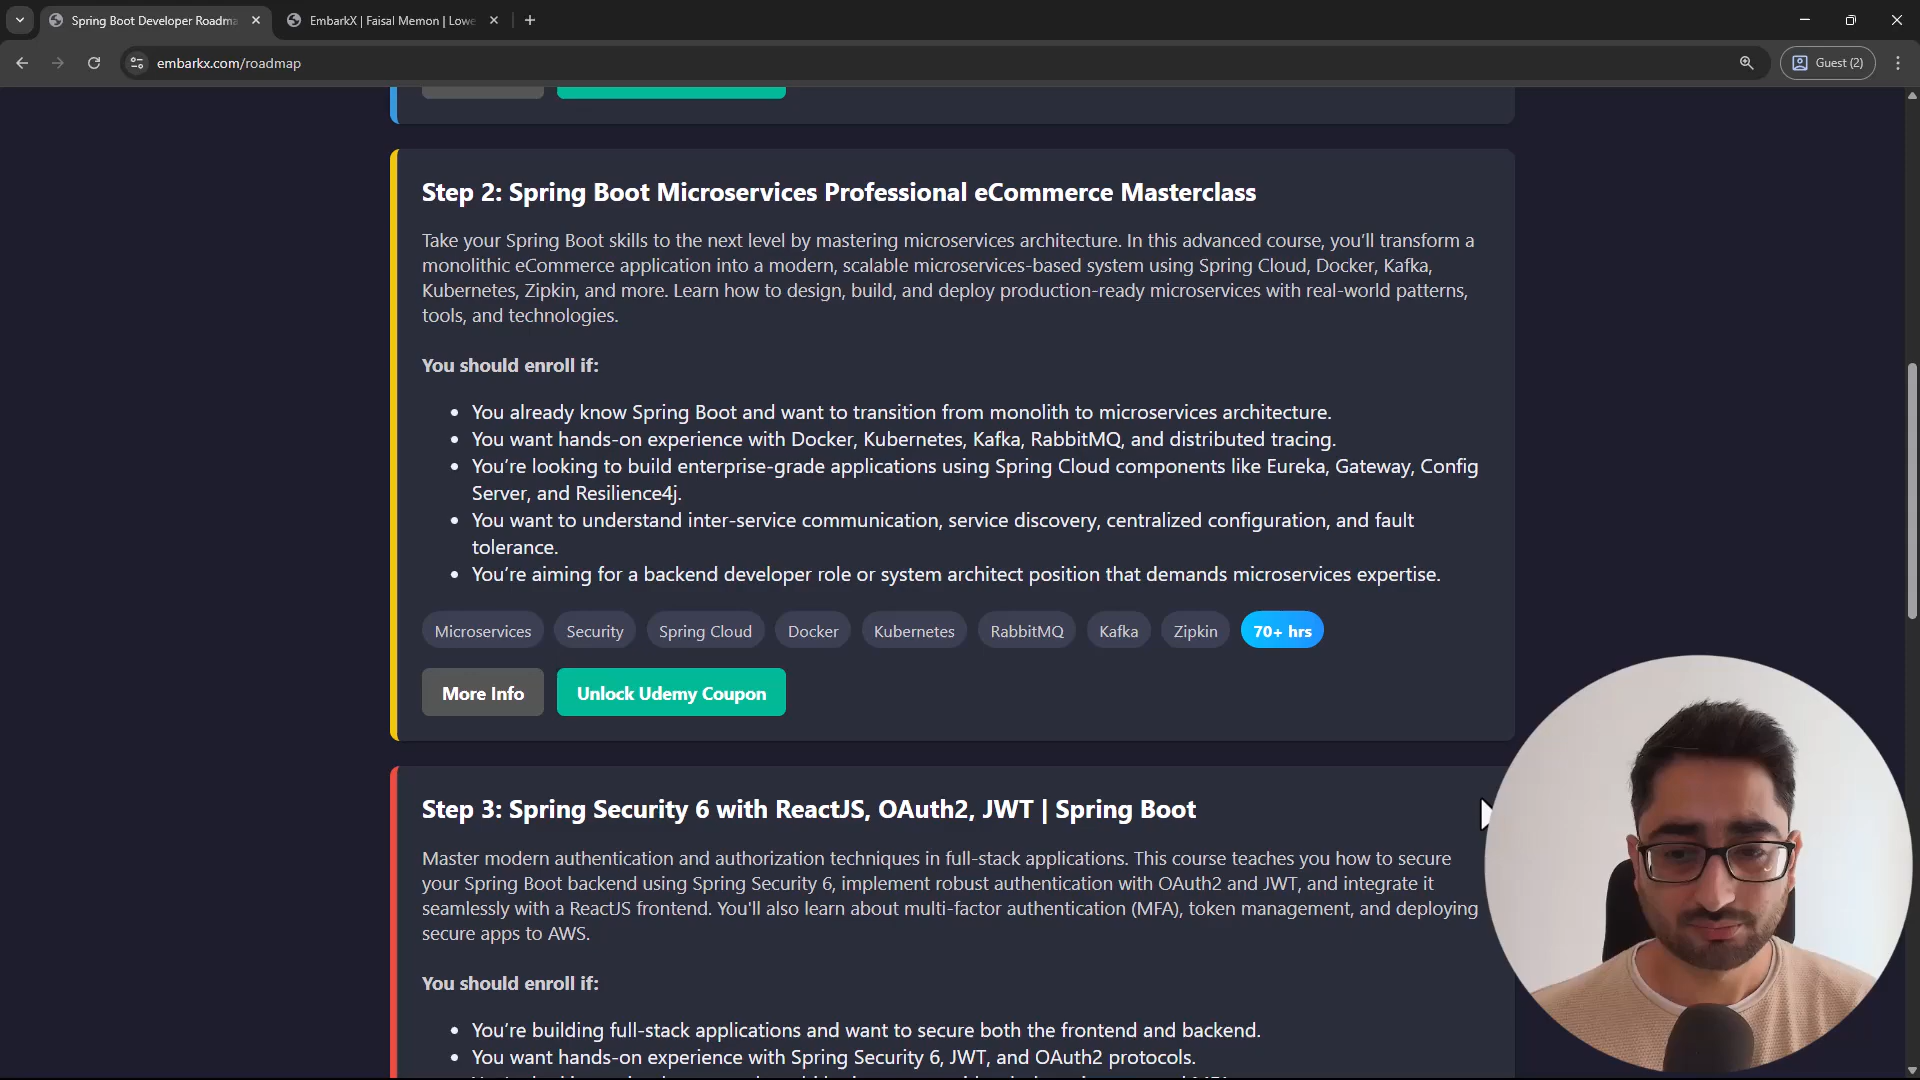 Spring Boot Developer Roadma
EmbarkX | Faisal Memon | Lowe
embarkx.com/roadmap
Guest (2)
Step 2: Spring Boot Microservices Professional eCommerce Masterclass
Take your Spring Boot skills to the next level by mastering microservices architecture. In this advanced course, you’ll transform a
monolithic eCommerce application into a modern, scalable microservices-based system using Spring Cloud, Docker, Kafka,
Kubernetes, Zipkin, and more. Learn how to design, build, and deploy production-ready microservices with real-world patterns,
tools, and technologies.
You should enroll if:
• You already know Spring Boot and want to transition from monolith to microservices architecture.
• You want hands-on experience with Docker, Kubernetes, Kafka, RabbitMQ, and distributed tracing.
• You’re looking to build enterprise-grade applications using Spring Cloud components like Eureka, Gateway, Config
Server, and Resilience4j.
• You want to understand inter-service communication, service discovery, centralized configuration, and fault
tolerance.
• You’re aiming for a backend developer role or system architect position that demands microservices expertise.
Microservices Security Spring Cloud Docker Kubernetes RabbitMQ Kafka Zipkin 70+ hrs
More Info Unlock Udemy Coupon
Step 3: Spring Security 6 with ReactJS, OAuth2, JWT | Spring Boot
Master modern authentication and authorization techniques in full-stack applications. This course teaches you how to secure
your Spring Boot backend using Spring Security 6, implement robust authentication with OAuth2 and JWT, and integrate it
seamlessly with a ReactJS frontend. You'll also learn about multi-factor authentication (MFA), token management, and deploying
secure apps to AWS.
You should enroll if:
• You’re building full-stack applications and want to secure both the frontend and backend.
• You want hands-on experience with Spring Security 6, JWT, and OAuth2 protocols.